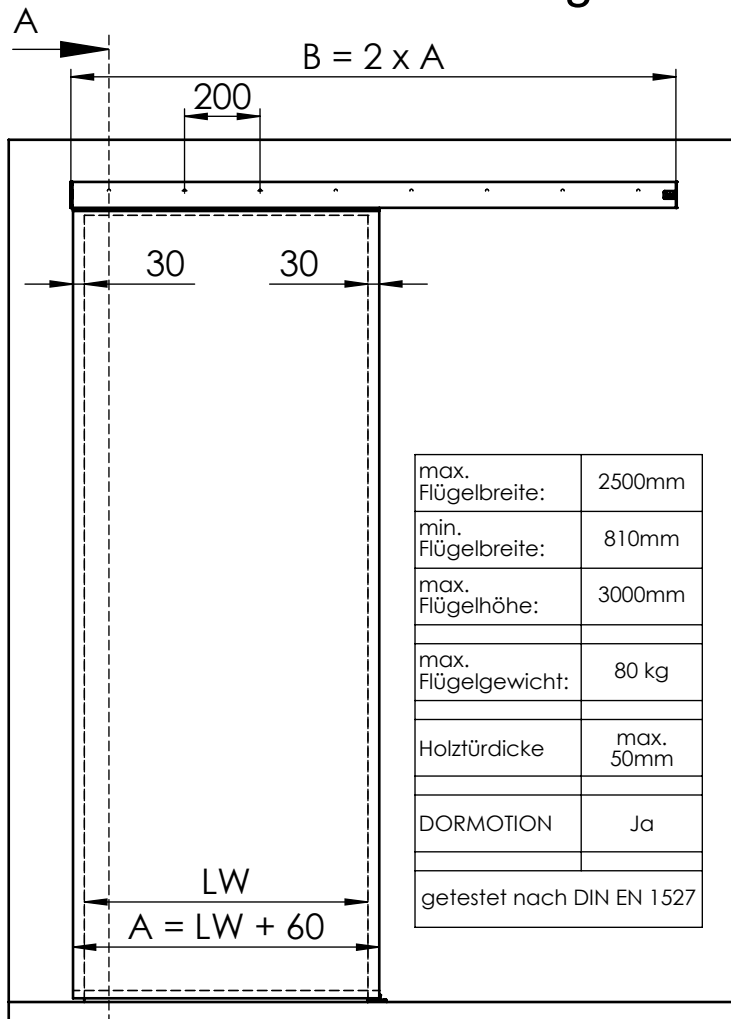 A
B = 2 x A
200
30 30
max.
Flügelbreite: 2500mm
min.
Flügelbreite: 810mm
max.
Flügelhöhe: 3000mm
max.
Flügelgewicht: 80 kg
Holztürdicke max.
50mm
DORMOTION Ja
getestet nach DIN EN 1527
LW
A = LW + 60